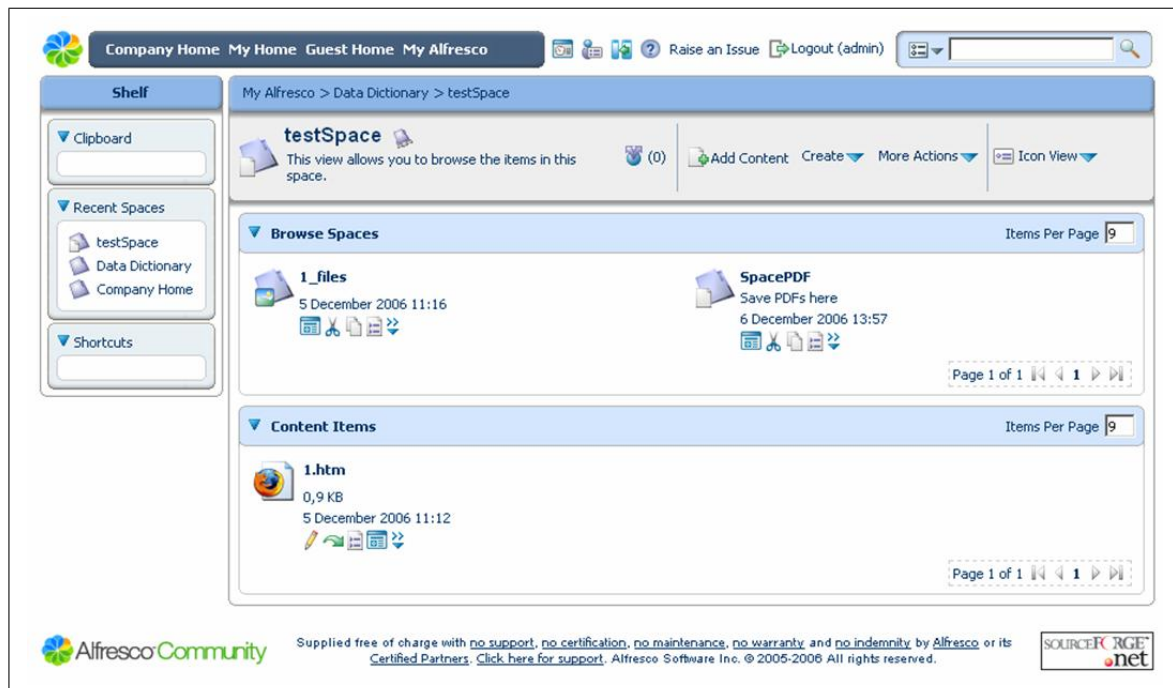 Company Home My Home Guest Home My Alfresco
Raise an Issue
Logout (admin)
Shelf
My Alfresco > Data Dictionary > testSpace
Clipboard
Recent Spaces
testSpace
Data Dictionary
Company Home
Shortcuts
testSpace
This view allows you to browse the items in this
space.
(0)
Add Content
Create
More Actions
Icon View
Browse Spaces
Items Per Page 9
1_files
5 December 2006 11:16
SpacePDF
Save PDFs here
6 December 2006 13:57
Page 1 of 1 1
Content Items
Items Per Page 9
1.htm
0,9 KB
5 December 2006 11:12
Page 1 of 1 1
Alfresco Community
Supplied free of charge with no support, no certification, no maintenance, no warranty and no indemnity by Alfresco or its
Certified Partners. Click here for support. Alfresco Software Inc. © 2005-2006 All rights reserved.
SOURCEFORGE
.net